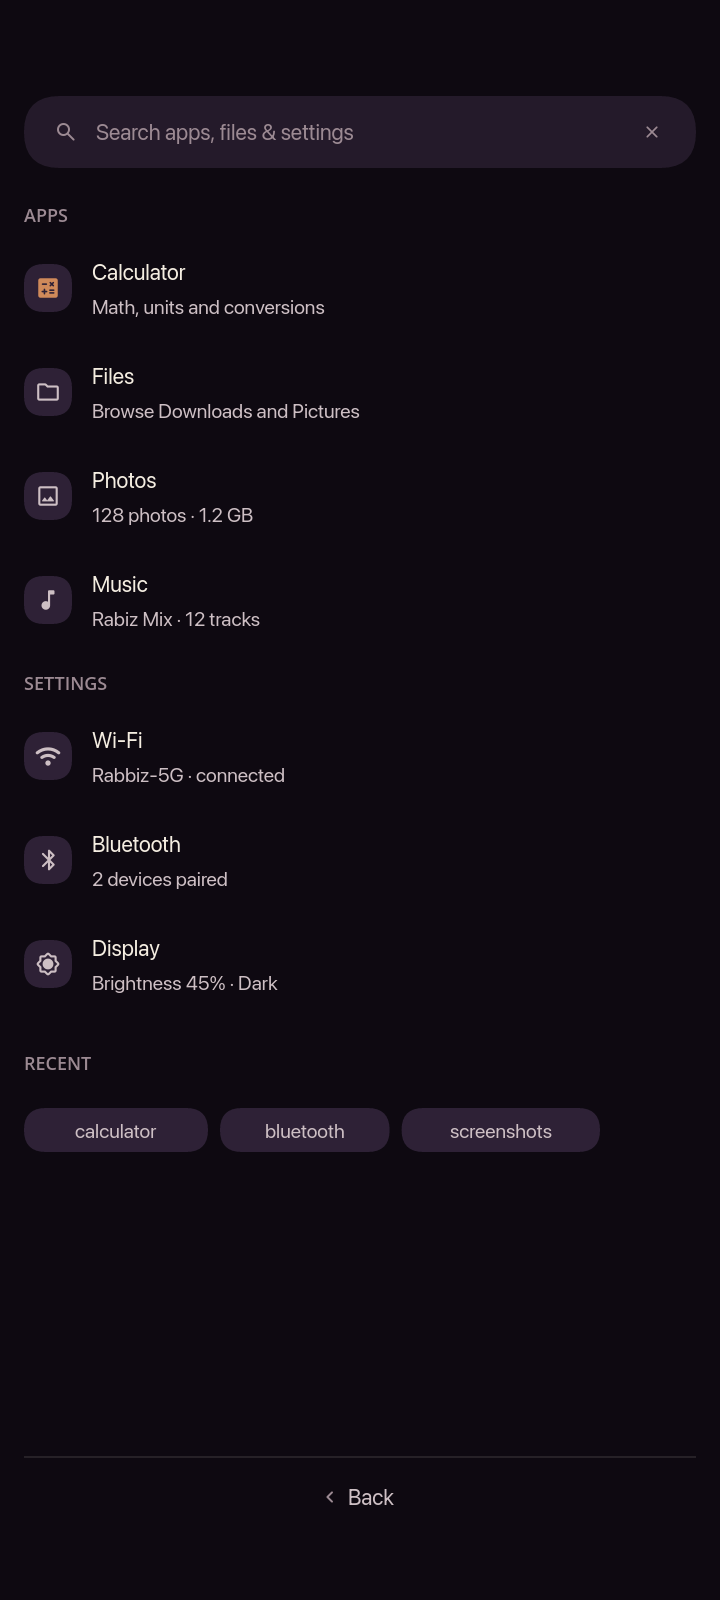 Search apps, files & settings
APPS
Calculator
Math, units and conversions
Files
Browse Downloads and Pictures
Photos
128 photos · 1.2 GB
Music
Rabiz Mix · 12 tracks
SETTINGS
Wi-Fi
Rabbiz-5G · connected
Bluetooth
2 devices paired
Display
Brightness 45% · Dark
RECENT
calculator
bluetooth
screenshots
Back